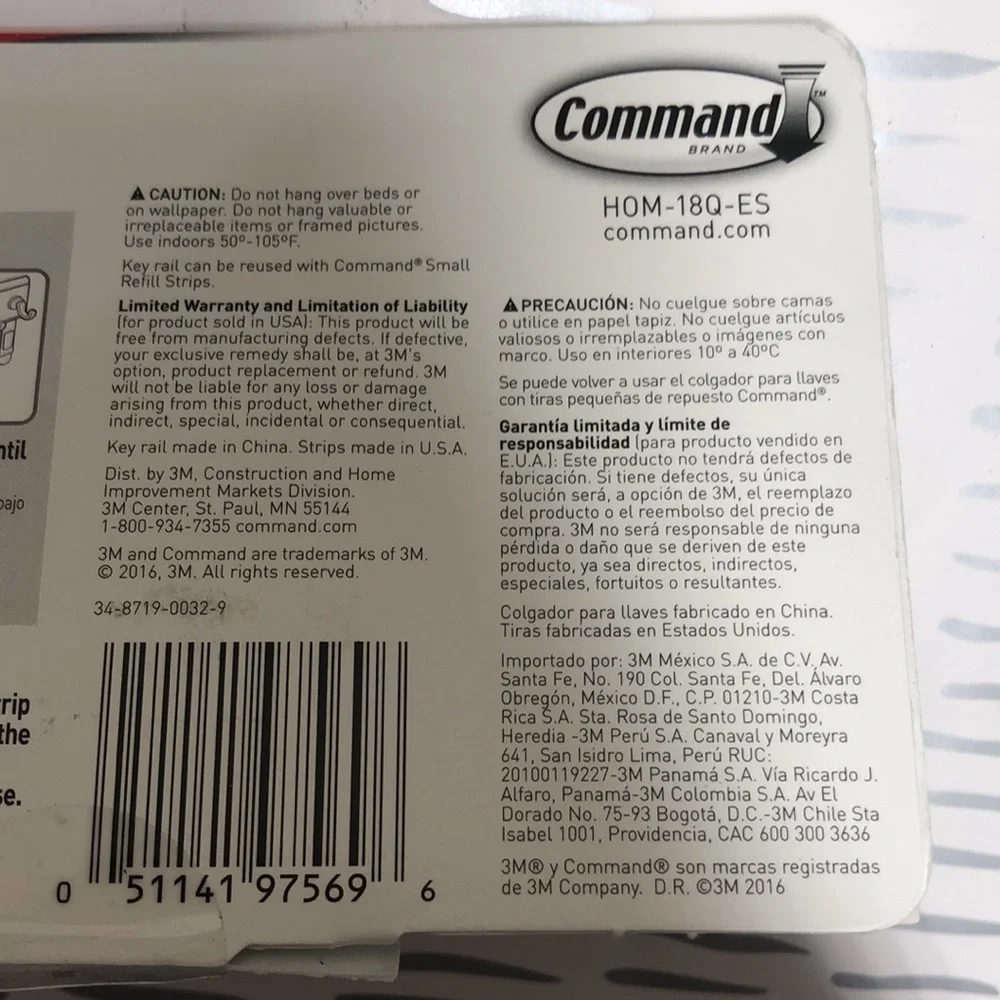 Command™
BRAND
HOM-18Q-ES
command.com
⚠ CAUTION: Do not hang over beds or
on wallpaper. Do not hang valuable or
irreplaceable items or framed pictures.
Use indoors 50º-105ºF.
Key rail can be reused with Command® Small
Refill Strips.
Limited Warranty and Limitation of Liability
(for product sold in USA): This product will be
free from manufacturing defects. If defective,
your exclusive remedy shall be, at 3M's
option, product replacement or refund. 3M
will not be liable for any loss or damage
arising from this product, whether direct,
indirect, special, incidental or consequential.
Key rail made in China. Strips made in U.S.A.
Dist. by 3M, Construction and Home
Improvement Markets Division.
3M Center, St. Paul, MN 55144
1-800-934-7355 command.com
3M and Command are trademarks of 3M.
© 2016, 3M. All rights reserved.
34-8719-0032-9
0 51141 97569 6
⚠ PRECAUCIÓN: No cuelgue sobre camas
o utilice en papel tapiz. No cuelgue artículos
valiosos o irremplazables o imágenes con
marco. Uso en interiores 10º a 40ºC
Se puede volver a usar el colgador para llaves
con tiras pequeñas de repuesto Command®.
Garantía limitada y límite de
responsabilidad (para producto vendido en
E.U.A.): Este producto no tendrá defectos de
fabricación. Si tiene defectos, su única
solución será, a opción de 3M, el reemplazo
del producto o el reembolso del precio de
compra. 3M no será responsable de ninguna
pérdida o daño que se deriven de este
producto, ya sea directos, indirectos,
especiales, fortuitos o resultantes.
Colgador para llaves fabricado en China.
Tiras fabricadas en Estados Unidos.
Importado por: 3M México S.A. de C.V. Av.
Santa Fe, No. 190 Col. Santa Fe, Del. Álvaro
Obregón, México D.F., C.P. 01210-3M Costa
Rica S.A. Sta. Rosa de Santo Domingo,
Heredia -3M Perú S.A. Canaval y Moreyra
641, San Isidro Lima, Perú RUC:
20100119227-3M Panamá S.A. Vía Ricardo J.
Alfaro, Panamá-3M Colombia S.A. Av El
Dorado No. 75-93 Bogotá, D.C.-3M Chile Sta
Isabel 1001, Providencia, CAC 600 300 3636
3M® y Command® son marcas registradas
de 3M Company. D.R. ©3M 2016
the